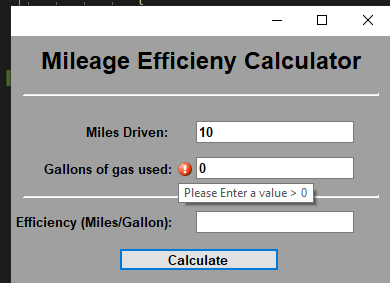 Mileage Efficieny Calculator
Miles Driven: 10
Gallons of gas used: 0
Please Enter a value > 0
Efficiency (Miles/Gallon):
Calculate